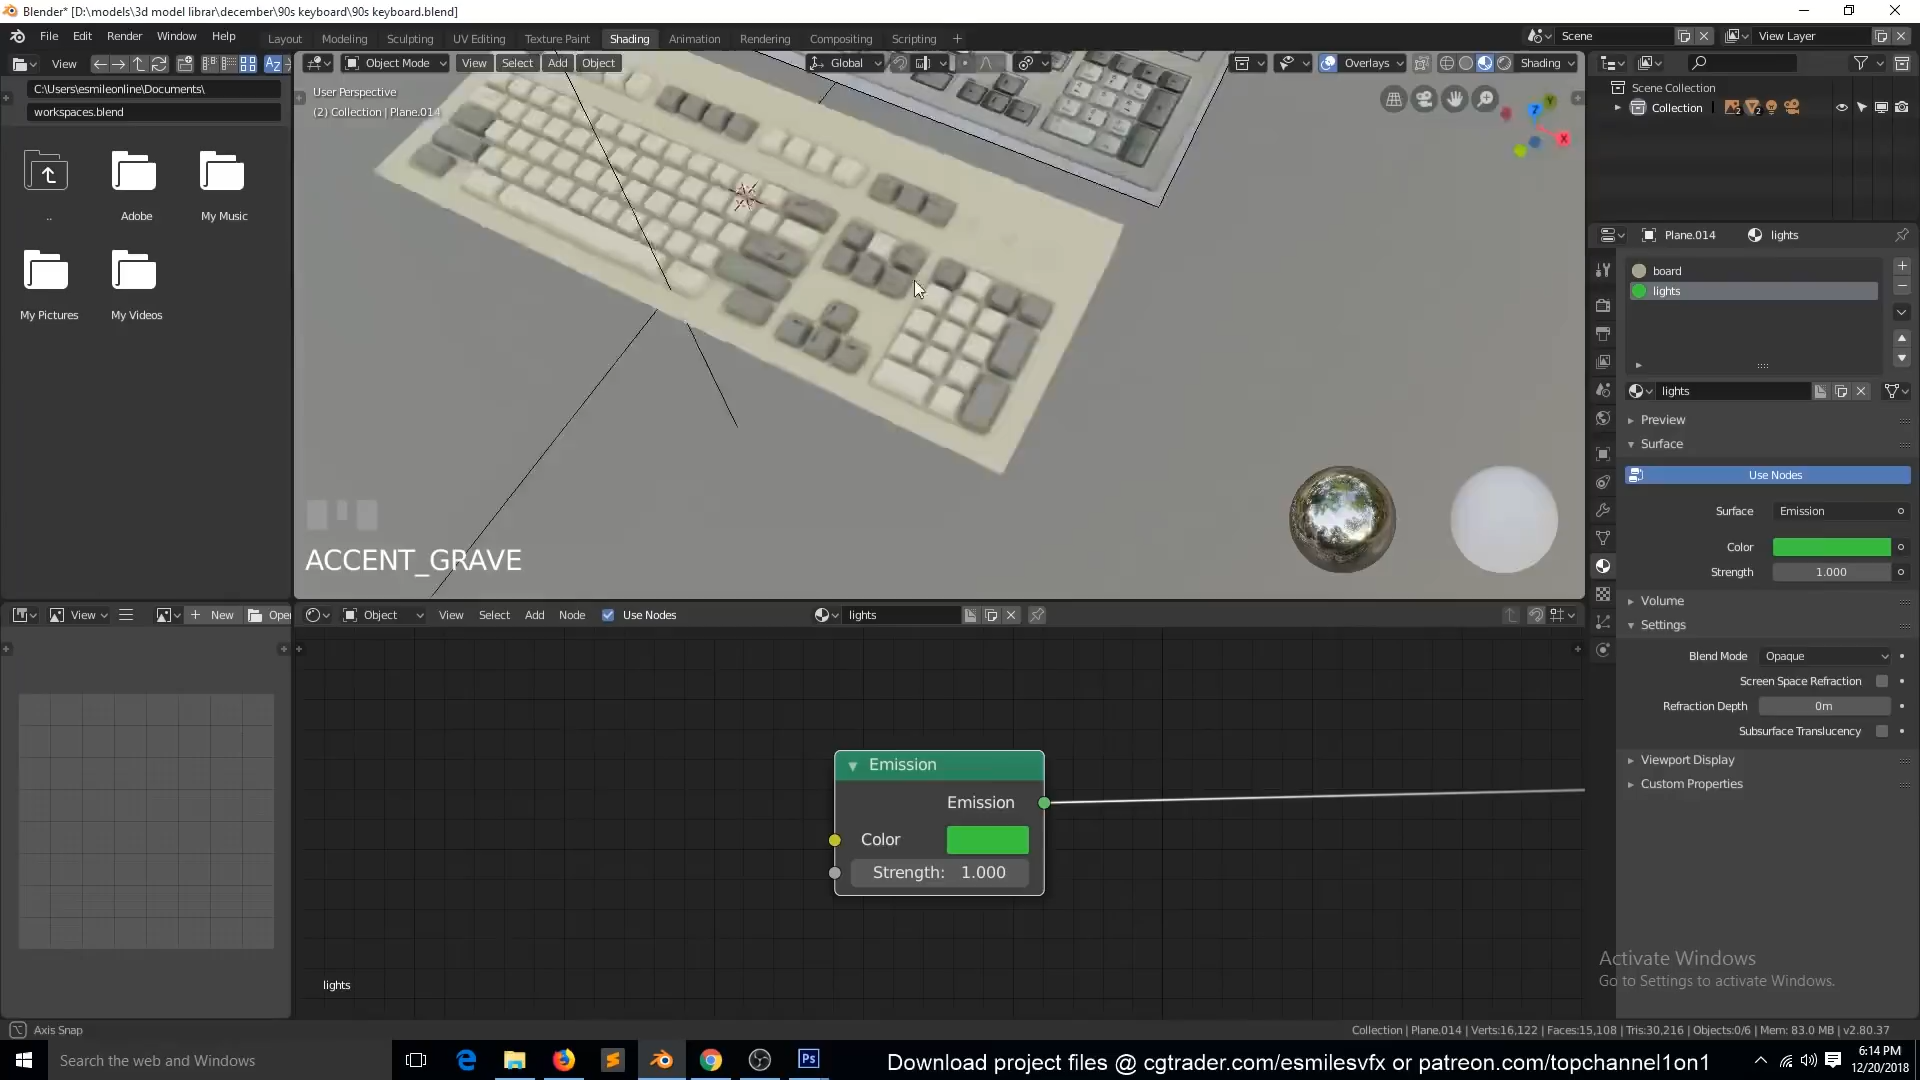 Blender* [D:\models\3d model librar\december\90s keyboard\90s keyboard.blend]
File Edit Render Window Help
Layout Modeling Sculpting UV Editing Texture Paint Shading Animation Rendering Compositing Scripting +
Scene
View Layer
View
C:\Users\esmileonline\Documents\
workspaces.blend
..
Adobe
My Music
My Pictures
My Videos
Object Mode View Select Add Object
Global
Overlays
Shading
User Perspective
(2) Collection | Plane.014
X
Y
Z
ACCENT_GRAVE
Scene Collection
Collection
2
2
Plane.014
lights
board
lights
lights
Preview
Surface
Use Nodes
Surface Emission
Color
Strength 1.000
Volume
Settings
Blend Mode Opaque
Screen Space Refraction
Refraction Depth 0m
Subsurface Translucency
Viewport Display
Custom Properties
View
+ New
Open
Object View Select Add Node Use Nodes
lights
Emission
Emission
Color
Strength: 1.000
lights
Activate Windows
Go to Settings to activate Windows.
Axis Snap
Collection | Plane.014 | Verts:16,122 | Faces:15,108 | Tris:30,216 | Objects:0/6 | Mem: 83.0 MB | v2.80.37
Search the web and Windows
Ps
Download project files @ cgtrader.com/esmilesvfx or patreon.com/topchannel1on1
6:14 PM
12/20/2018